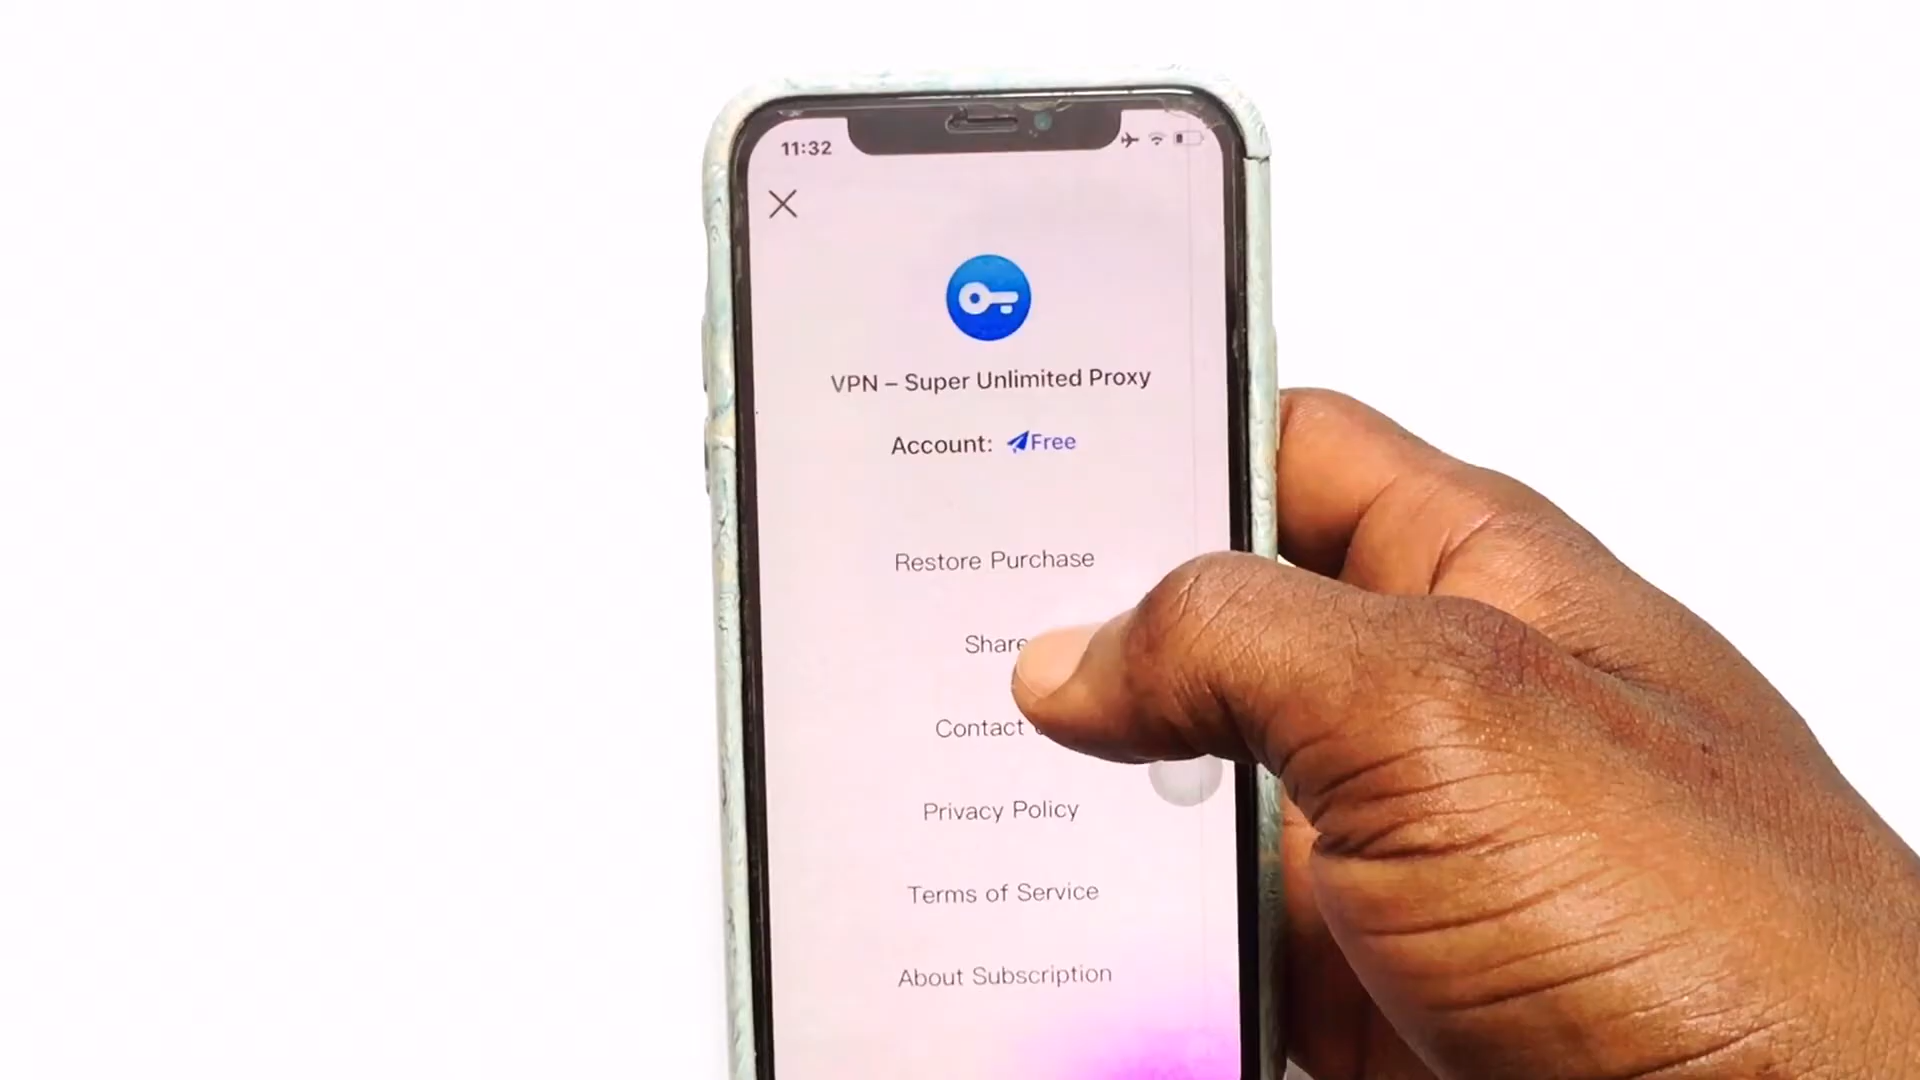 11:32
VPN – Super Unlimited Proxy
Account: Free
Restore Purchase
Share
Contact
Privacy Policy
Terms of Service
About Subscription